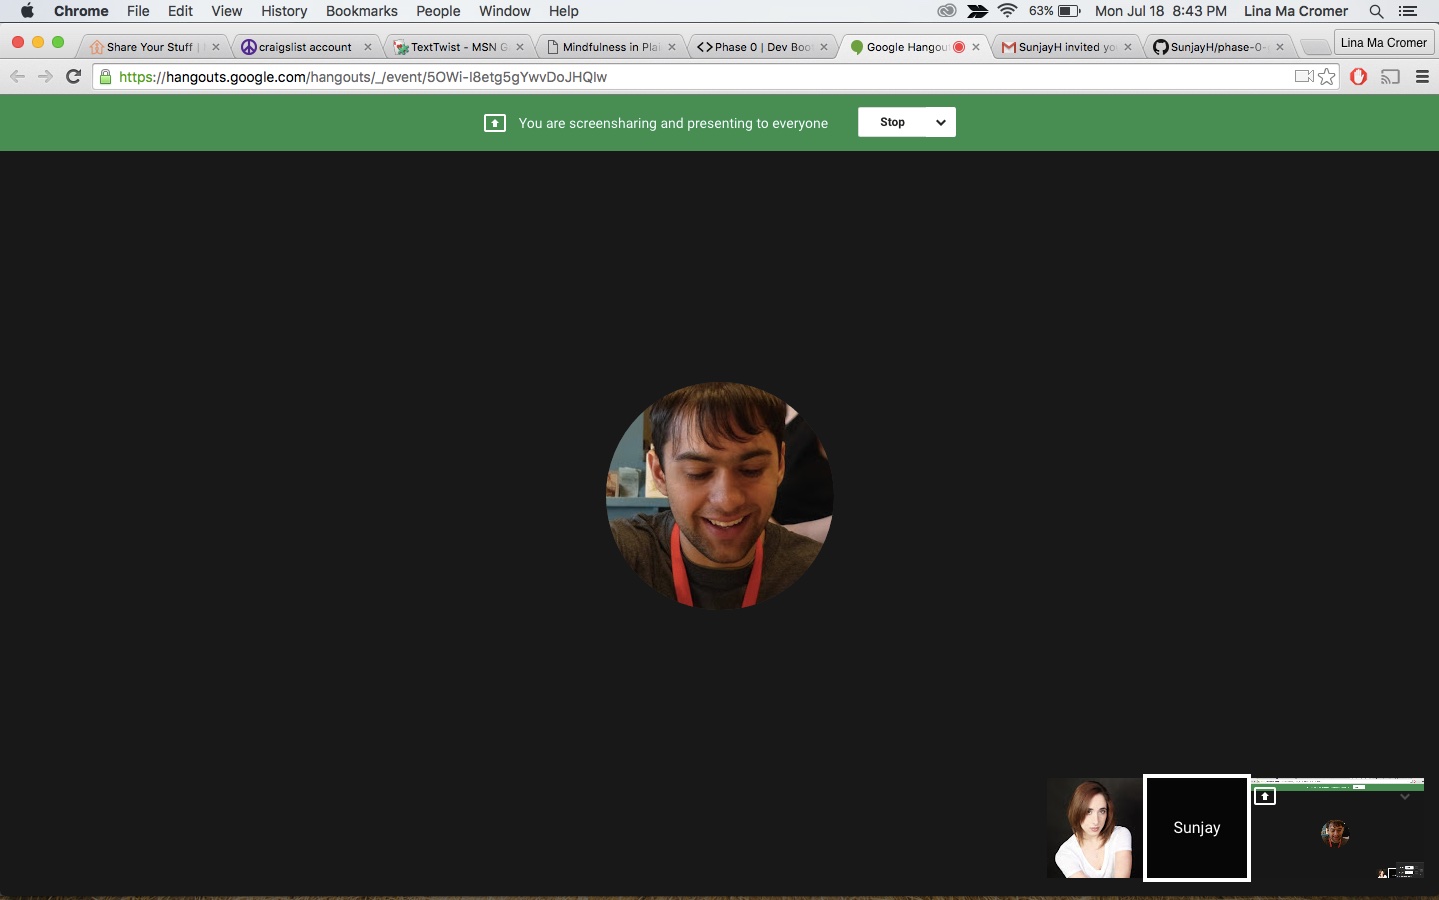 Chrome File Edit View History Bookmarks People Window Help 63% Mon Jul 18 8:43 PM Lina Ma Cromer
Share Your Stuff | craigslist account TextTwist - MSN G Mindfulness in Plai <> Phase 0 | Dev Boo Google Hangou SunjayH invited yo SunjayH/phase-0- Lina Ma Cromer
https://hangouts.google.com/hangouts/_/event/5OWi-I8etg5gYwvDoJHQIw
You are screensharing and presenting to everyone Stop
Sunjay